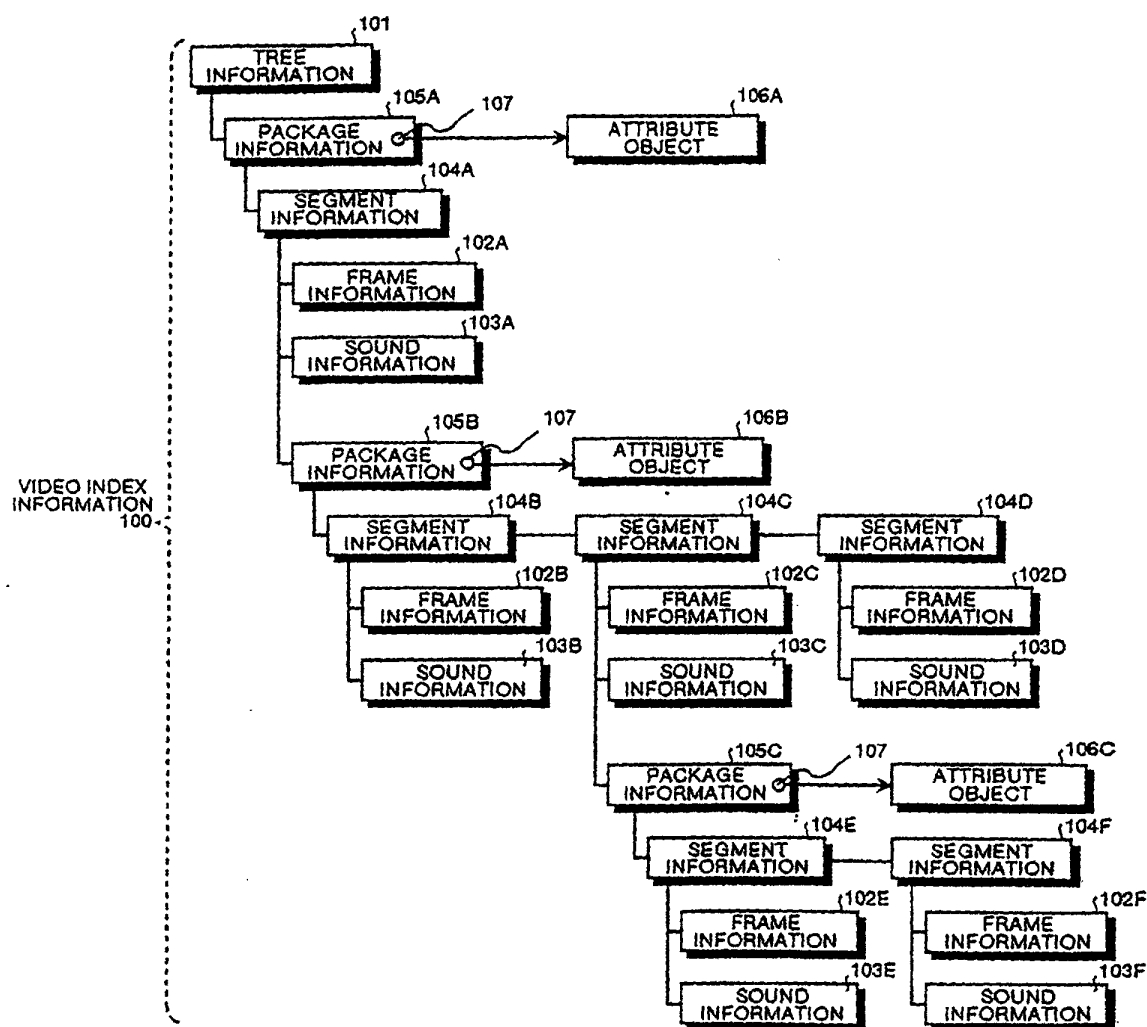 101
TREE
INFORMATION
105A
107
106A
PACKAGE
INFORMATION
ATTRIBUTE
OBJECT
104A
SEGMENT
INFORMATION
102A
FRAME
INFORMATION
103A
SOUND
INFORMATION
105B
107
106B
PACKAGE
INFORMATION
ATTRIBUTE
OBJECT
VIDEO INDEX
INFORMATION
100
104B
104C
104D
SEGMENT
INFORMATION
SEGMENT
INFORMATION
SEGMENT
INFORMATION
102B
102C
102D
FRAME
INFORMATION
FRAME
INFORMATION
FRAME
INFORMATION
103B
103C
103D
SOUND
INFORMATION
SOUND
INFORMATION
SOUND
INFORMATION
105C
107
106C
PACKAGE
INFORMATION
ATTRIBUTE
OBJECT
104E
104F
SEGMENT
INFORMATION
SEGMENT
INFORMATION
102E
102F
FRAME
INFORMATION
FRAME
INFORMATION
103E
103F
SOUND
INFORMATION
SOUND
INFORMATION